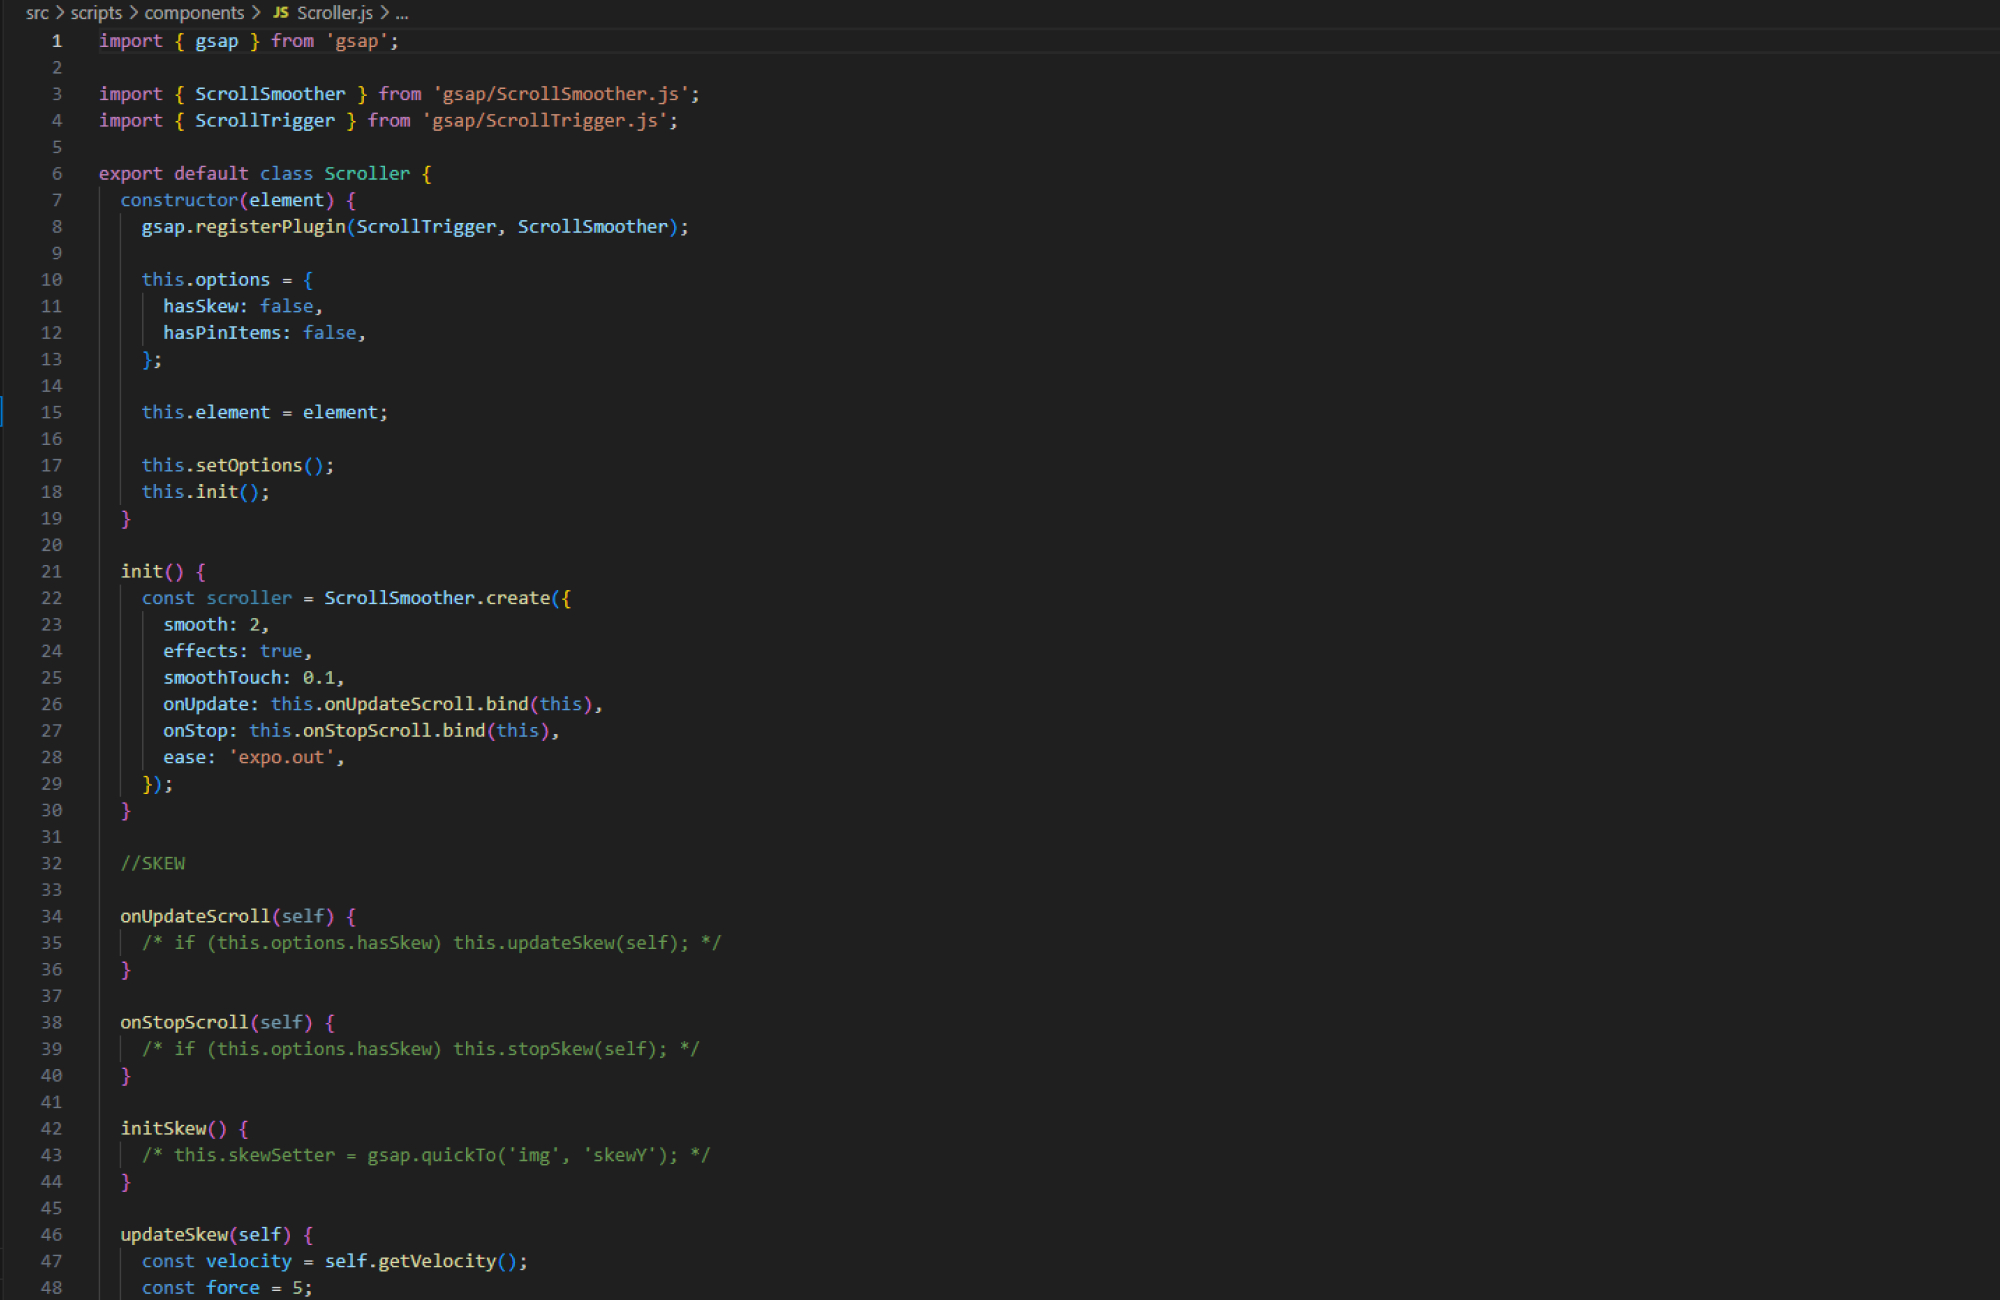 src > scripts > components > JS Scroller.js > ...
1 import { gsap } from 'gsap';
2
3 import { ScrollSmoother } from 'gsap/ScrollSmoother.js';
4 import { ScrollTrigger } from 'gsap/ScrollTrigger.js';
5
6 export default class Scroller {
7   constructor(element) {
8     gsap.registerPlugin(ScrollTrigger, ScrollSmoother);
9
10     this.options = {
11       hasSkew: false,
12       hasPinItems: false,
13     };
14
15     this.element = element;
16
17     this.setOptions();
18     this.init();
19   }
20
21   init() {
22     const scroller = ScrollSmoother.create({
23       smooth: 2,
24       effects: true,
25       smoothTouch: 0.1,
26       onUpdate: this.onUpdateScroll.bind(this),
27       onStop: this.onStopScroll.bind(this),
28       ease: 'expo.out',
29     });
30   }
31
32   //SKEW
33
34   onUpdateScroll(self) {
35     /* if (this.options.hasSkew) this.updateSkew(self); */
36   }
37
38   onStopScroll(self) {
39     /* if (this.options.hasSkew) this.stopSkew(self); */
40   }
41
42   initSkew() {
43     /* this.skewSetter = gsap.quickTo('img', 'skewY'); */
44   }
45
46   updateSkew(self) {
47     const velocity = self.getVelocity();
48     const force = 5;